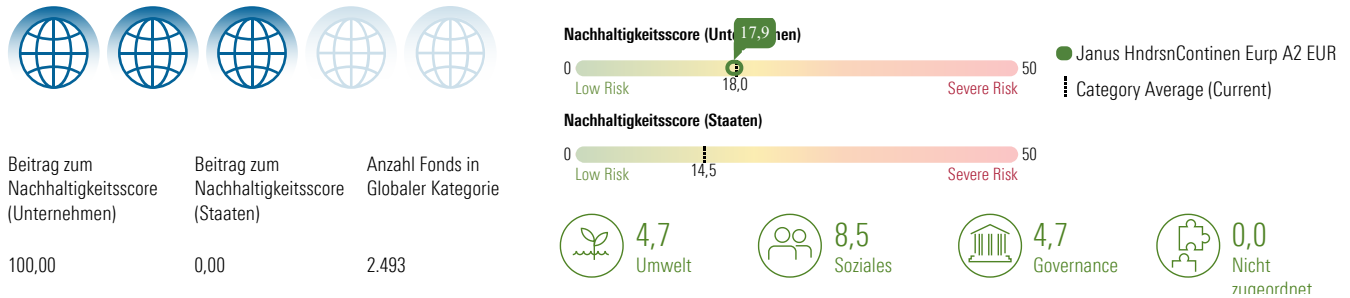 Beitrag zum
Nachhaltigkeitsscore
(Unternehmen)
100,00
Beitrag zum
Nachhaltigkeitsscore
(Staaten)
0,00
Anzahl Fonds in
Globaler Kategorie
2.493
Nachhaltigkeitsscore (Unt hen)
17,9
0
50
Low Risk
18,0
Severe Risk
Nachhaltigkeitsscore (Staaten)
0
50
Low Risk
14,5
Severe Risk
Janus HndrsnContinen Eurp A2 EUR
Category Average (Current)
4,7
Umwelt
8,5
Soziales
4,7
Governance
0,0
Nicht
zugeordnet